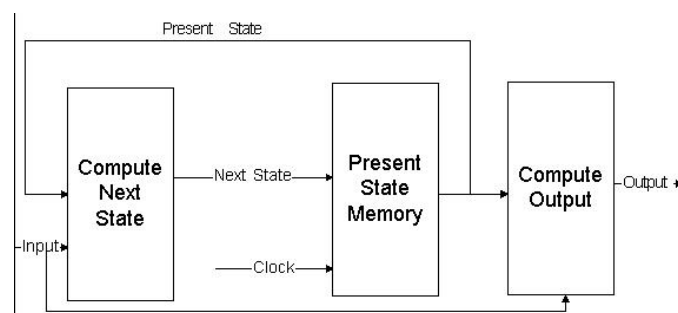 Present State
Compute
Next
State
Next State
Present
State
Memory
Compute
Output
Output
Input
Clock